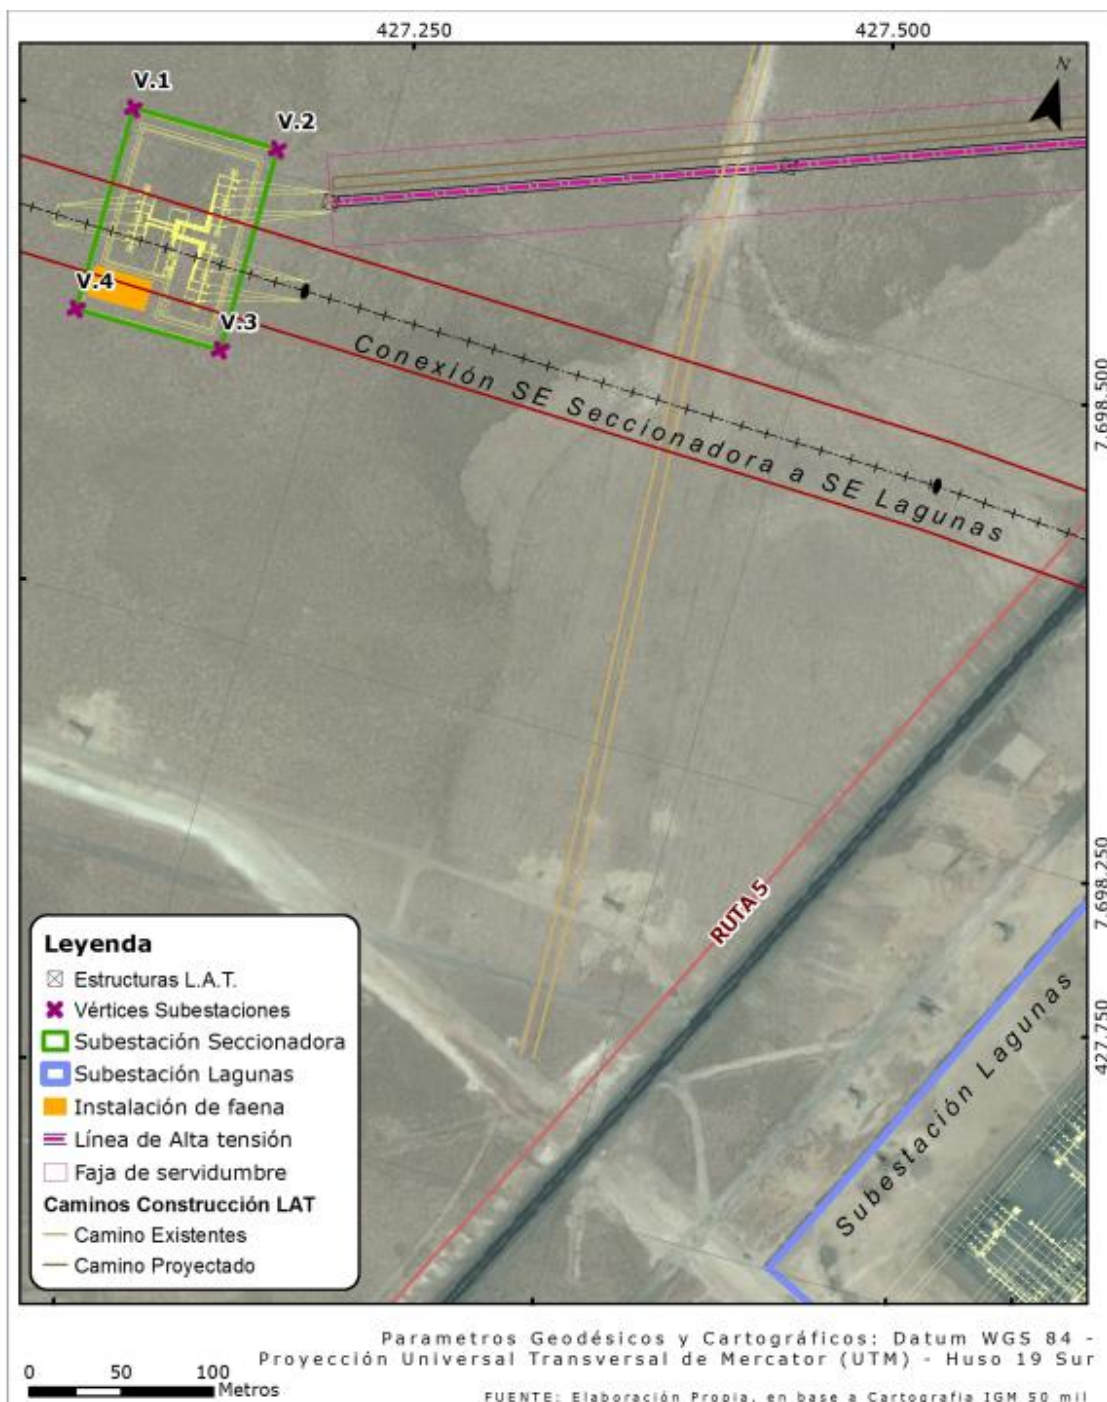 427.250
427.500
V.1
V.2
N
V.4
V.3
Conexión SE Seccionadora a SE Lagunas
7.698.500
7.698.250
RUTA 5
427.750
Subestación Lagunas
Leyenda
Estructuras L.A.T.
Vértices Subestaciones
Subestación Seccionadora
Subestación Lagunas
Instalación de faena
Línea de Alta tensión
Faja de servidumbre
Caminos Construcción LAT
Camino Existentes
Camino Proyectado
Parametros Geodésicos y Cartográficos: Datum WGS 84 -
Proyección Universal Transversal de Mercator (UTM) - Huso 19 Sur
0 50 100
Metros
FUENTE: Elaboración Propia, en base a Cartografia IGM 50 mil